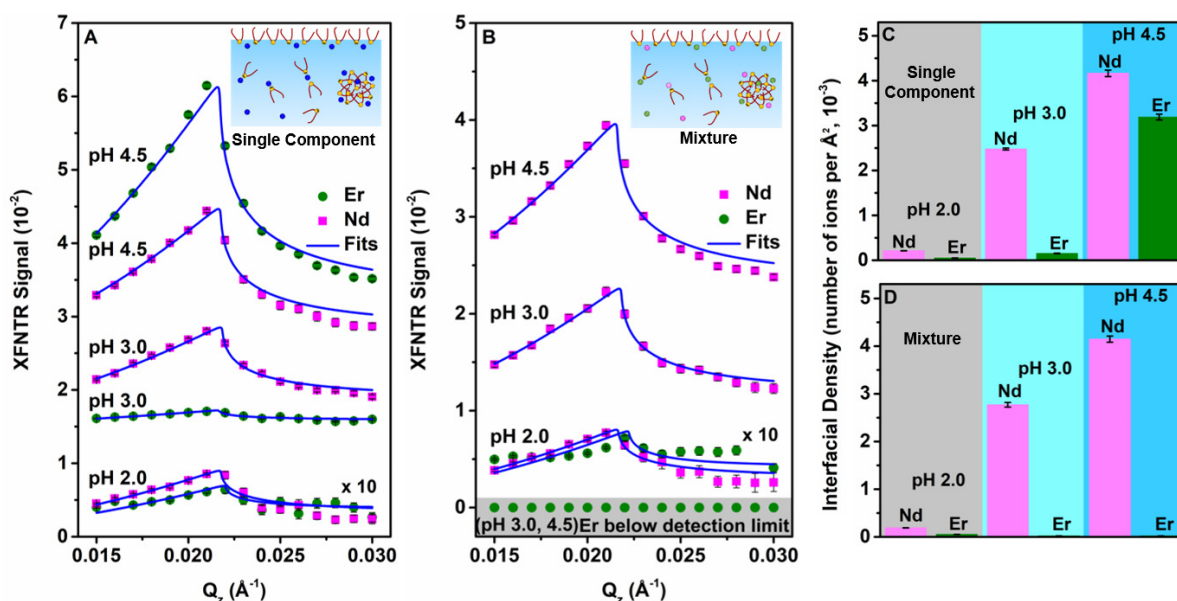 A
7
6
5
4
3
2
1
0
XFNTR Signal (10⁻²)
0.015
0.020
0.025
0.030
Q_z (Å⁻¹)
Single Component
pH 4.5
pH 4.5
pH 3.0
pH 3.0
pH 2.0
x 10
Er
Nd
Fits
B
5
4
3
2
1
0
XFNTR Signal (10⁻²)
0.015
0.020
0.025
0.030
Q_z (Å⁻¹)
Mixture
pH 4.5
pH 3.0
pH 2.0
x 10
Nd
Er
Fits
(pH 3.0, 4.5) Er below detection limit
Interfacial Density (number of ions per Å², 10⁻³)
C
5
4
3
2
1
0
Single
Component
pH 2.0
Nd
Er
pH 3.0
Nd
Er
pH 4.5
Nd
Er
D
5
4
3
2
1
0
Mixture
pH 2.0
Nd
Er
pH 3.0
Nd
Er
pH 4.5
Nd
Er